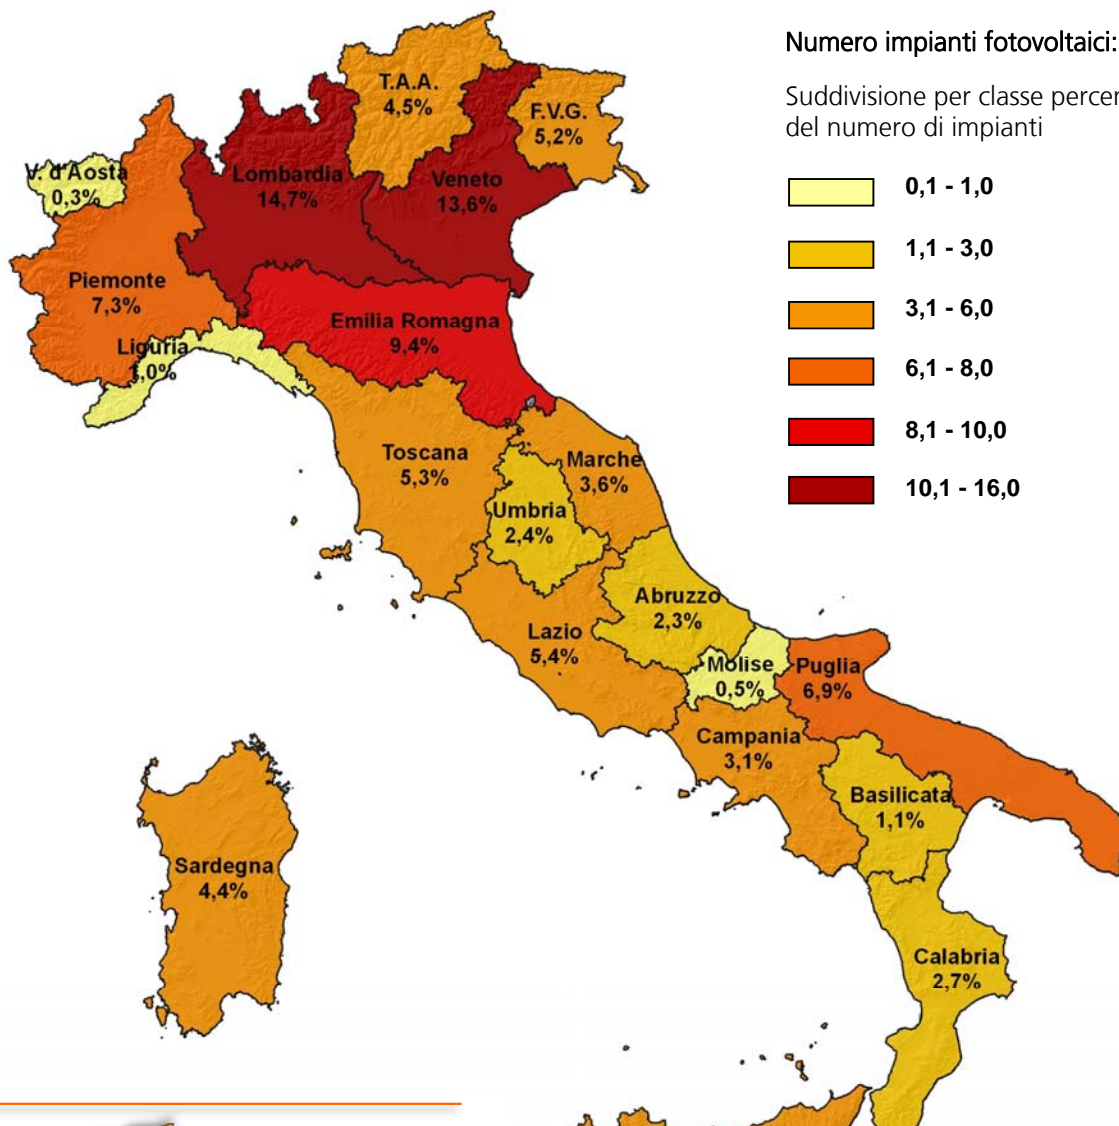 Numero impianti fotovoltaici:
Suddivisione per classe
del numero di impianti
0,1 - 1,0
1,1 - 3,0
3,1 - 6,0
6,1 - 8,0
8,1 - 10,0
10,1 - 16,0
T.A.A.
4,5%
F.V.G.
5,2%
V. d'Aosta
0,3%
Lombardia
14,7%
Veneto
13,6%
Piemonte
7,3%
Emilia Romagna
9,4%
Liguria
1,0%
Toscana
5,3%
Marche
3,6%
Umbria
2,4%
Abruzzo
2,3%
Lazio
5,4%
Molise
0,5%
Puglia
6,9%
Campania
3,1%
Basilicata
1,1%
Sardegna
4,4%
Calabria
2,7%